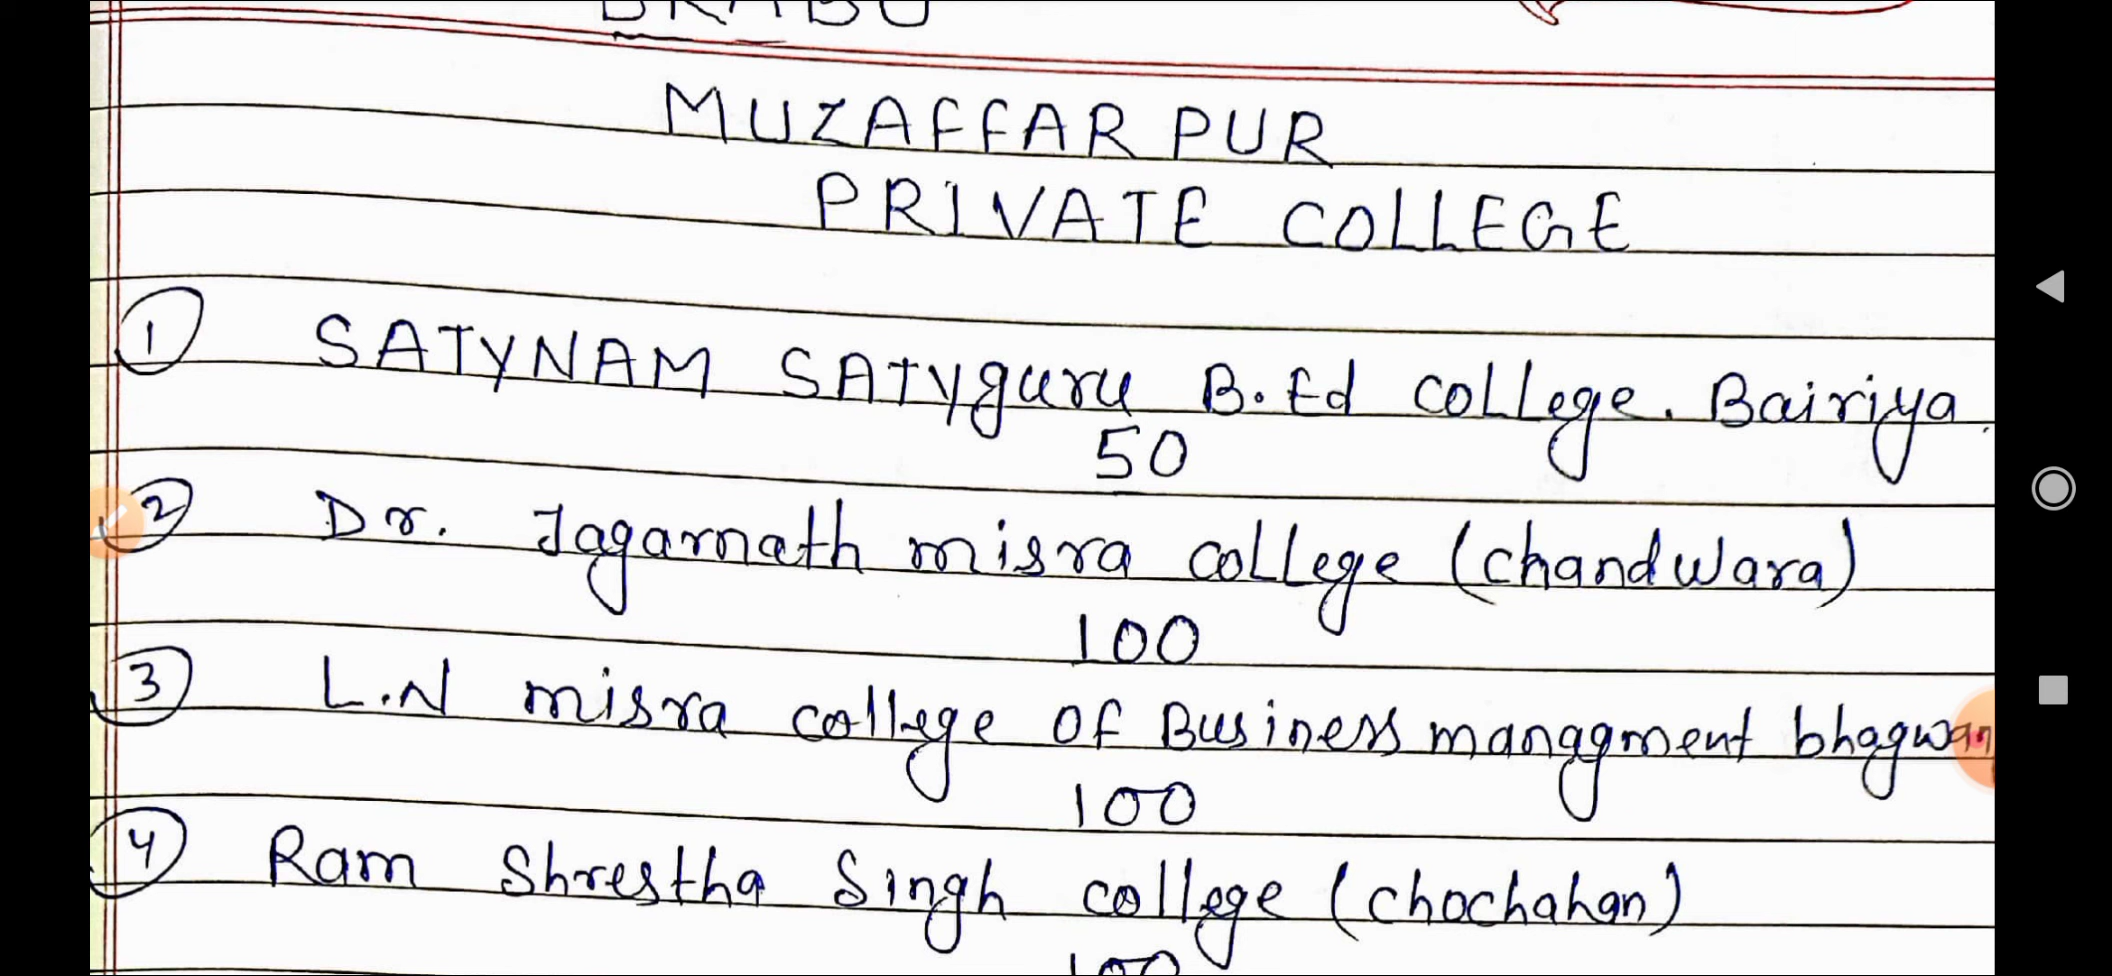 MUZAFFARPUR
PRIVATE COLLEGE
① SATYNAM SATYguru B.Ed college. Bairiya
50
② Dr. Jagarnath misra college (chandwara)
100
③ L.N misra college of Business managment
100
④ Ram Shrestha Singh college (chochahan)
100